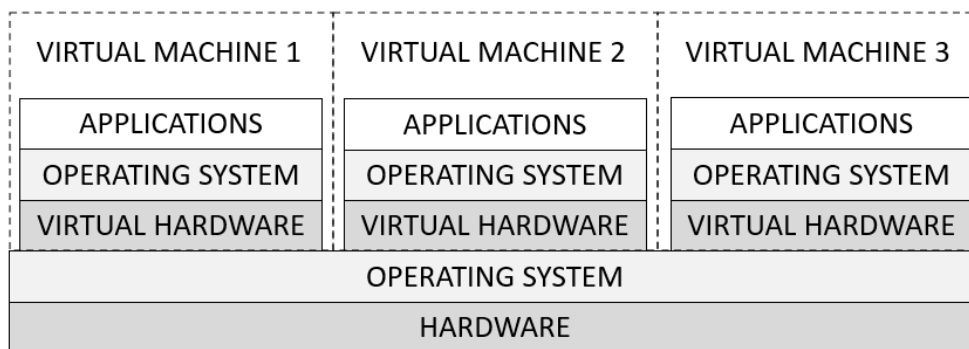 VIRTUAL MACHINE 1
VIRTUAL MACHINE 2
VIRTUAL MACHINE 3
APPLICATIONS
APPLICATIONS
APPLICATIONS
OPERATING SYSTEM
OPERATING SYSTEM
OPERATING SYSTEM
VIRTUAL HARDWARE
VIRTUAL HARDWARE
VIRTUAL HARDWARE
OPERATING SYSTEM
HARDWARE